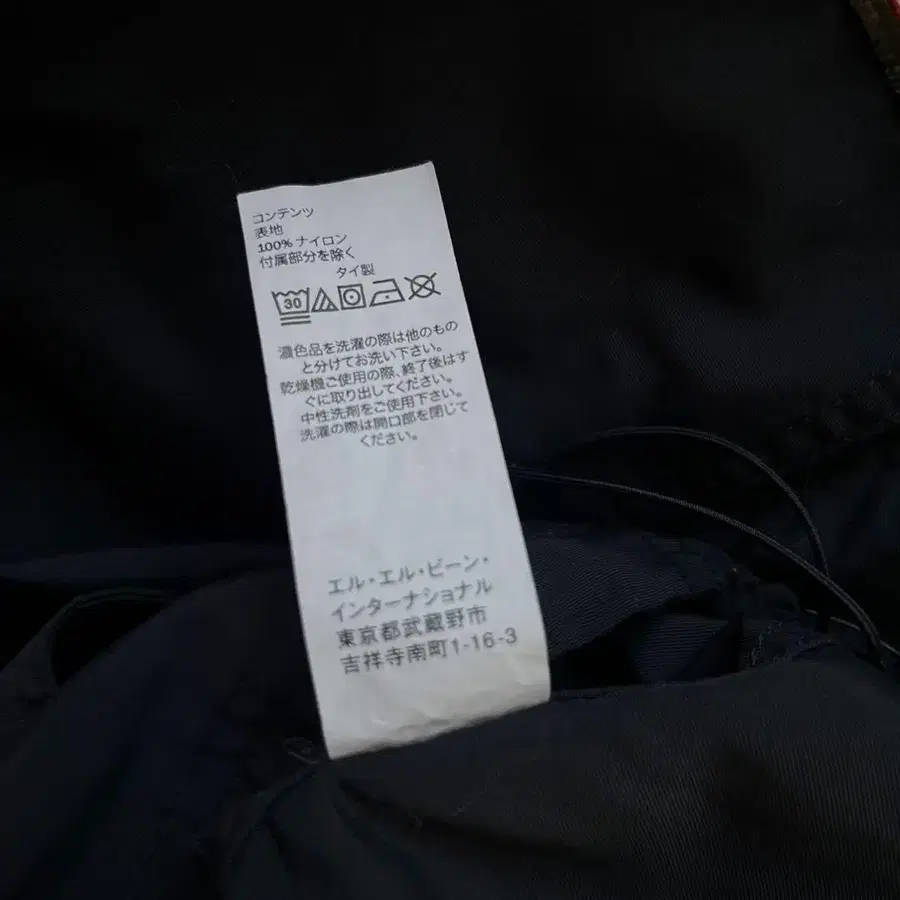 コンテンツ
表地
100% ナイロン
付属部分を除く
タイ製
30
濃色品を洗濯の際は他のもの
と分けてお洗い下さい。
乾燥機ご使用の際、終了後はす
ぐに取り出してください。
中性洗剤をご使用下さい。
洗濯の際は開口部を閉じて
ください。
エル・エル・ビーン・
インターナショナル
東京都武蔵野市
吉祥寺南町1-16-3